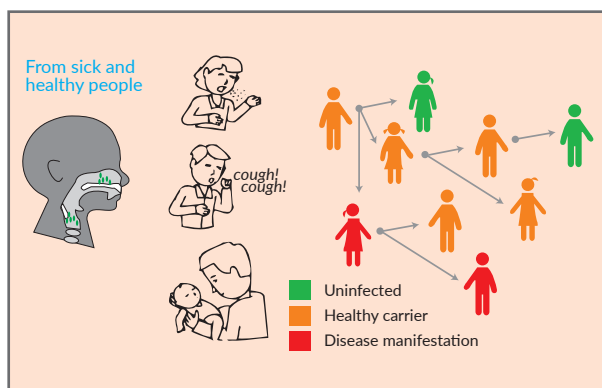 From sick and
healthy people
cough!
cough!
Uninfected
Healthy carrier
Disease manifestation